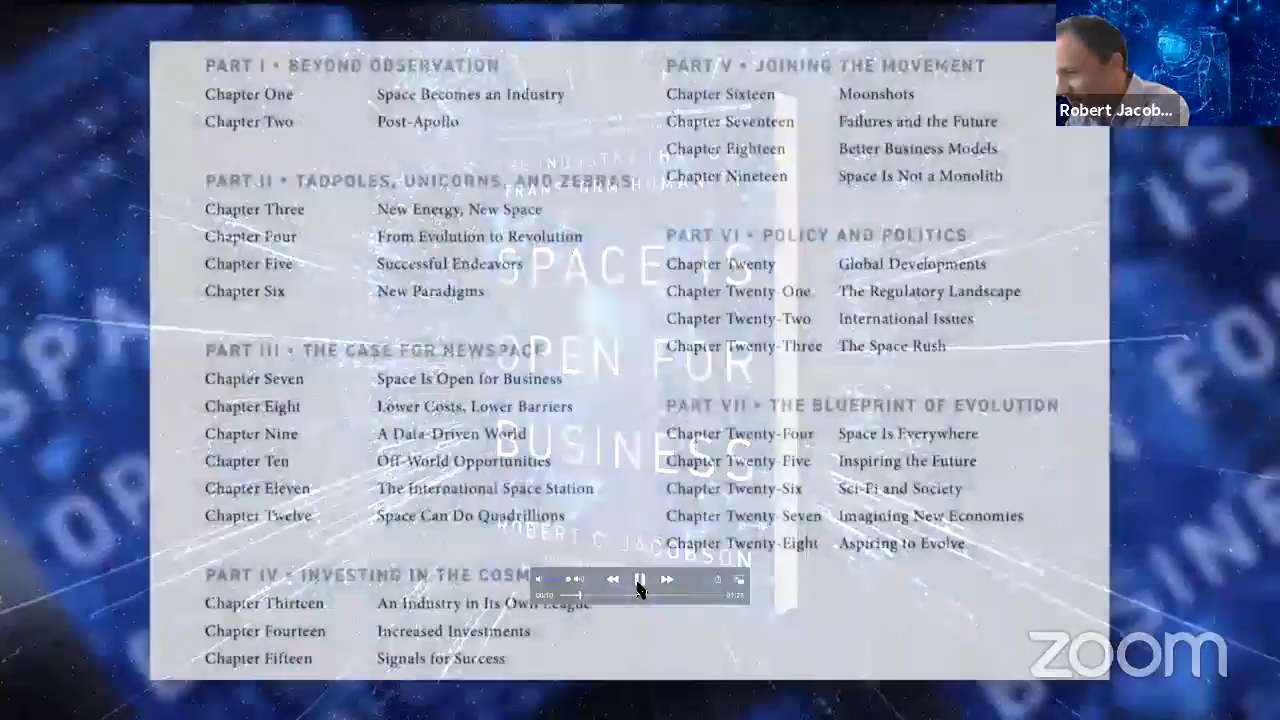 PART I • BEYOND OBSERVATION
Chapter One Space Becomes an Industry
Chapter Two Post-Apollo
PART II • TADPOLES, UNICORNS, AND ZEBRAS
Chapter Three New Energy, New Space
Chapter Four From Evolution to Revolution
Chapter Five Successful Endeavors
Chapter Six New Paradigms
PART III • THE CASE FOR NEWSPACE
Chapter Seven Space Is Open for Business
Chapter Eight Lower Costs, Lower Barriers
Chapter Nine A Data-Driven World
Chapter Ten Off-World Opportunities
Chapter Eleven The International Space Station
Chapter Twelve Space Can Do Quadrillions
PART IV • INVESTING IN THE COSM
Chapter Thirteen An Industry in Its Own League
Chapter Fourteen Increased Investments
Chapter Fifteen Signals for Success
PART V • JOINING THE MOVEMENT
Chapter Sixteen Moonshots
Chapter Seventeen Failures and the Future
Chapter Eighteen Better Business Models
Chapter Nineteen Space Is Not a Monolith
PART VI • POLICY AND POLITICS
Chapter Twenty Global Developments
Chapter Twenty-One The Regulatory Landscape
Chapter Twenty-Two International Issues
Chapter Twenty-Three The Space Rush
PART VII • THE BLUEPRINT OF EVOLUTION
Chapter Twenty-Four Space Is Everywhere
Chapter Twenty-Five Inspiring the Future
Chapter Twenty-Six Sci-Fi and Society
Chapter Twenty-Seven Imagining New Economies
Chapter Twenty-Eight Aspiring to Evolve
SPACE IS
OPEN FOR
BUSINESS
ROBERT C. JACOBSON
Robert Jacob...
00:10
01:25
zoom
IS
FO